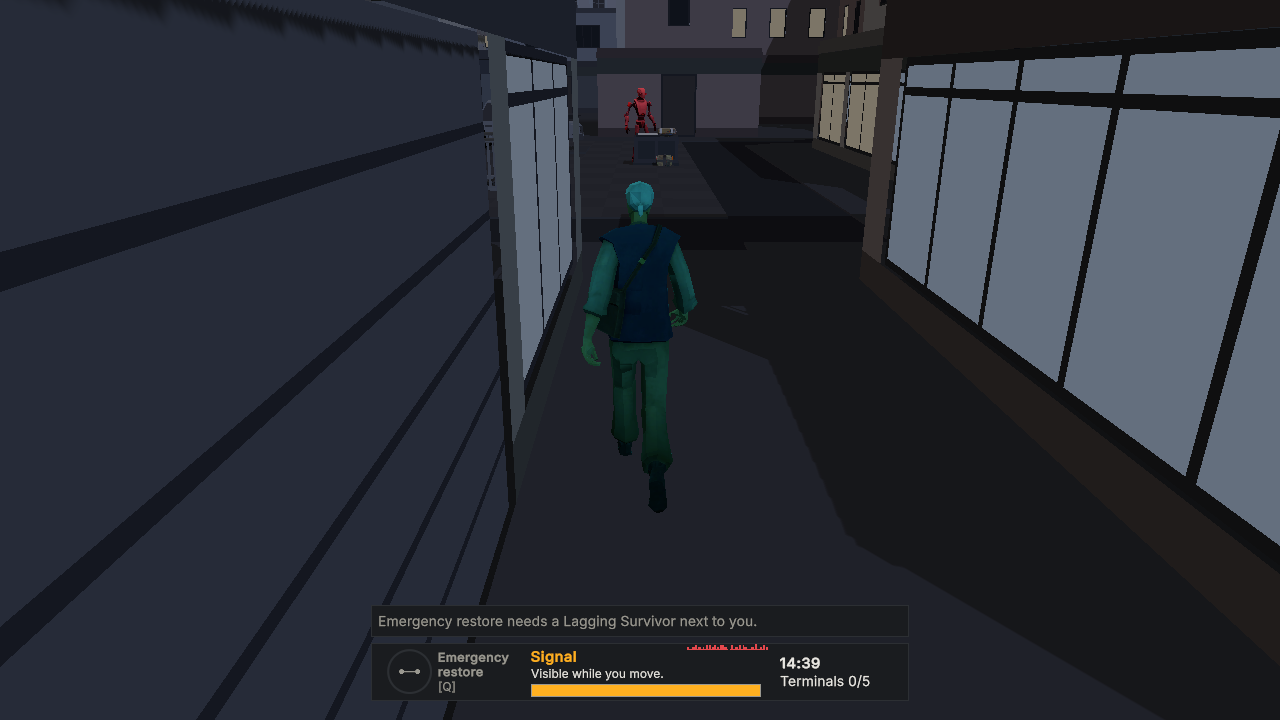 Emergency restore needs a Lagging Survivor next to you.
Emergency
restore
[Q]
Signal
Visible while you move.
14:39
Terminals 0/5